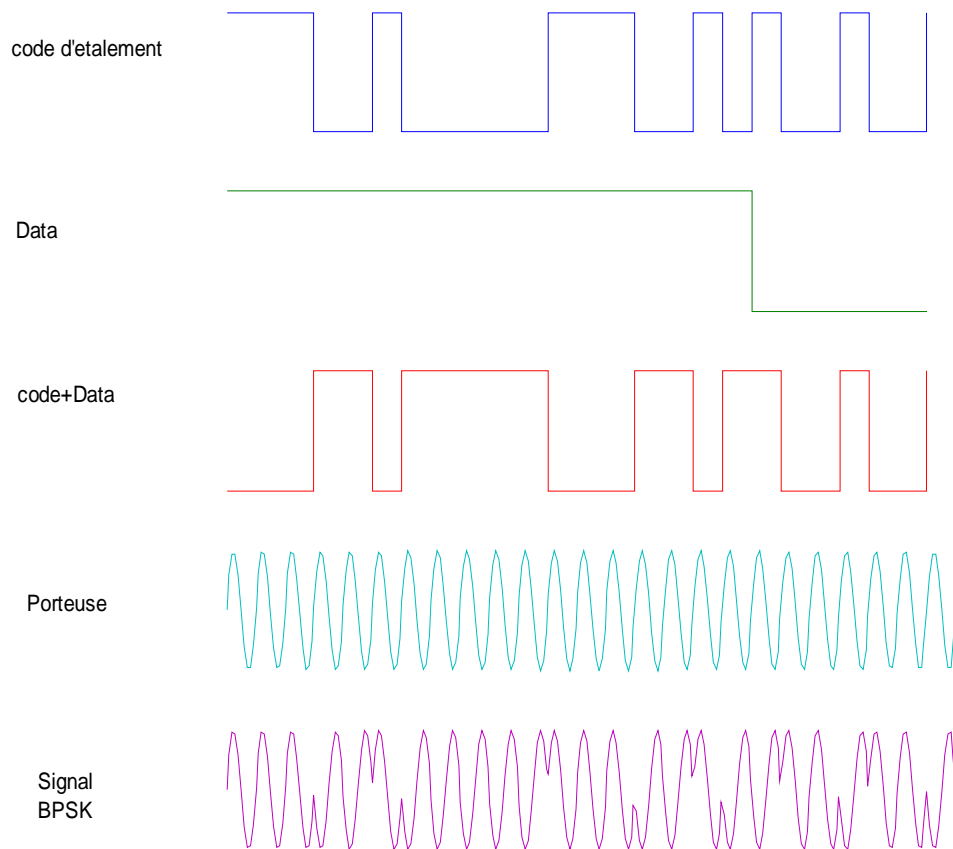 code d'etalement
Data
code+Data
Porteuse
Signal
BPSK